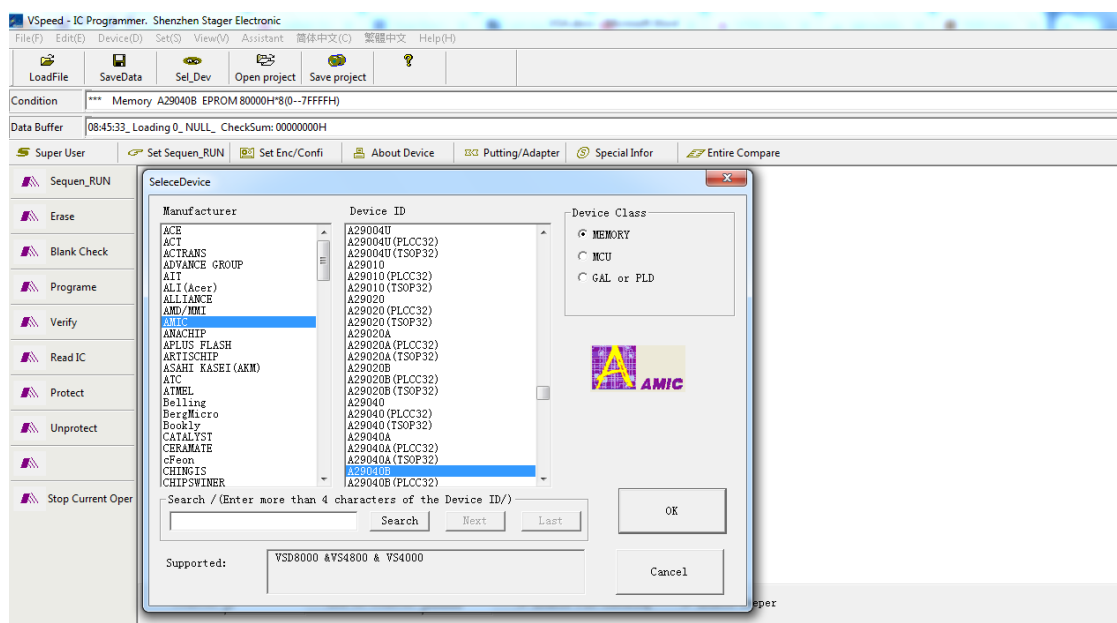 VSpeed - IC Programmer. Shenzhen Stager Electronic
File(F) Edit(E) Device(D) Set(S) View(V) Assistant 简体中文(C) 繁體中文 Help(H)
LoadFile SaveData Sel_Dev Open project Save project
Condition *** Memory A29040B EPROM 80000H*8(0--7FFFFH)
Data Buffer 08:45:33_ Loading 0_ NULL_ CheckSum: 00000000H
Super User Set Sequen_RUN Set Enc/Confi About Device Putting/Adapter Special Infor Entire Compare
Sequen_RUN
Erase
Blank Check
Programe
Verify
Read IC
Protect
Unprotect
Stop Current Oper
SeleceDevice
Manufacturer
ACE
ACT
ACTRANS
ADVANCE GROUP
AIT
ALI(Acer)
ALLIANCE
AMD/MMI
AMIC
ANACHIP
APLUS FLASH
ARTISCHIP
ASAHI KASEI(AKM)
ATC
ATMEL
Belling
BergMicro
Bookly
CATALYST
CERAMATE
cFeon
CHINGIS
CHIPSWINER
Device ID
A29004U
A29004U(PLCC32)
A29004U(TSOP32)
A29010
A29010(PLCC32)
A29010(TSOP32)
A29020
A29020(PLCC32)
A29020(TSOP32)
A29020A
A29020A(PLCC32)
A29020A(TSOP32)
A29020B
A29020B(PLCC32)
A29020B(TSOP32)
A29040
A29040(PLCC32)
A29040(TSOP32)
A29040A
A29040A(PLCC32)
A29040A(TSOP32)
A29040B
A29040B(PLCC32)
Device Class
MEMORY
MCU
GAL or PLD
AMIC
Search /(Enter more than 4 characters of the Device ID/)
Search Next Last
OK
Supported: VSD8000 &VS4800 & VS4000
Cancel
eper